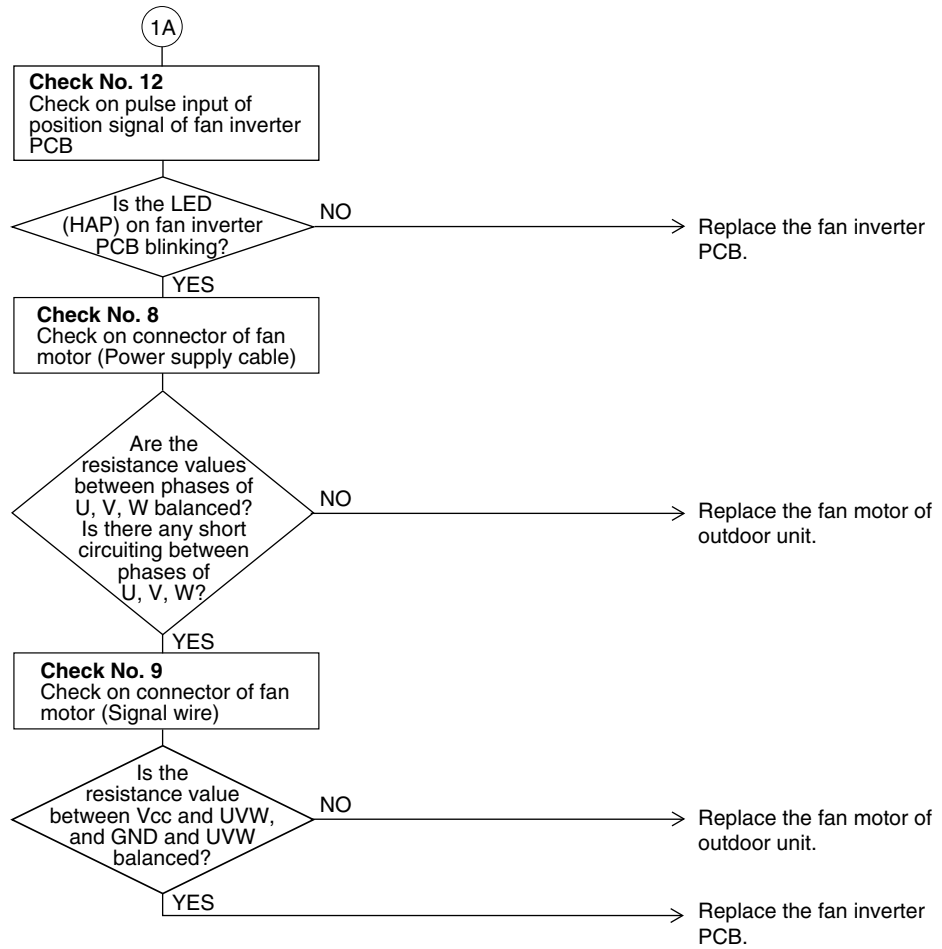 1A
Check No. 12
Check on pulse input of
position signal of fan inverter
PCB
Is the LED
(HAP) on fan inverter
PCB blinking?
NO
Replace the fan inverter
PCB.
YES
Check No. 8
Check on connector of fan
motor (Power supply cable)
Are the
resistance values
between phases of
U, V, W balanced?
Is there any short
circuiting between
phases of
U, V, W?
NO
Replace the fan motor of
outdoor unit.
YES
Check No. 9
Check on connector of fan
motor (Signal wire)
Is the
resistance value
between Vcc and UVW,
and GND and UVW
balanced?
NO
Replace the fan motor of
outdoor unit.
YES
Replace the fan inverter
PCB.